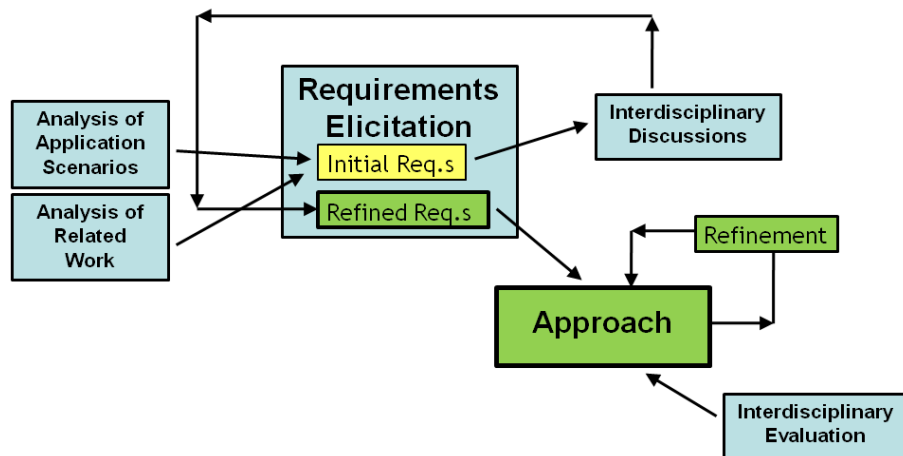 Requirements
Elicitation
Initial Req.s
Refined Req.s
Analysis of
Application
Scenarios
Analysis of
Related
Work
Interdisciplinary
Discussions
Refinement
Approach
Interdisciplinary
Evaluation